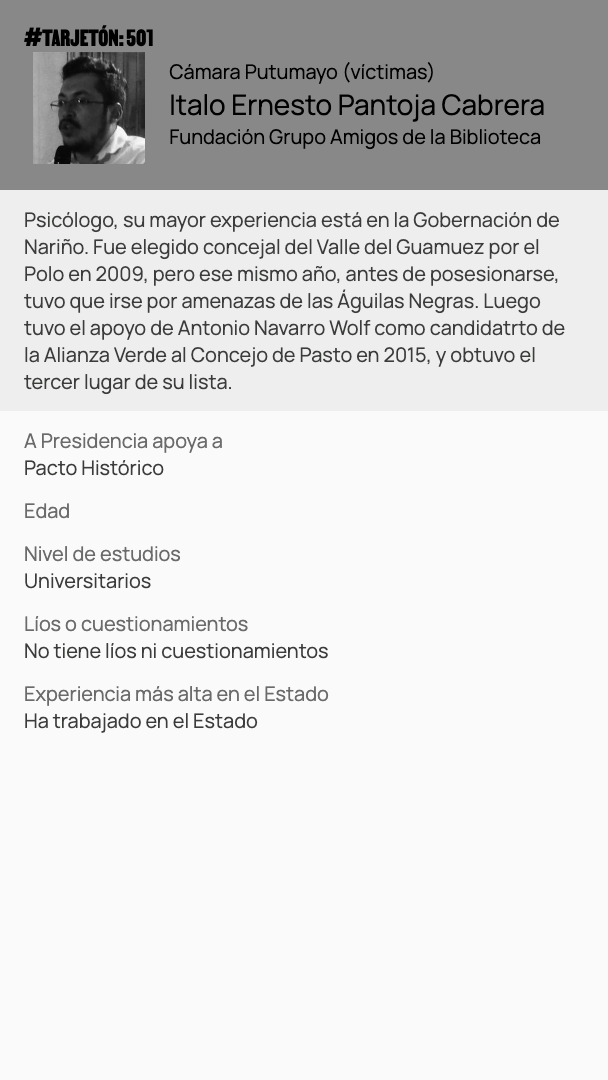 #TARJETÓN: 501
Cámara Putumayo (víctimas)
Italo Ernesto Pantoja Cabrera
Fundación Grupo Amigos de la Biblioteca
Psicólogo, su mayor experiencia está en la Gobernación de
Nariño. Fue elegido concejal del Valle del Guamuez por el
Polo en 2009, pero ese mismo año, antes de posesionarse,
tuvo que irse por amenazas de las Águilas Negras. Luego
tuvo el apoyo de Antonio Navarro Wolf como candidatrto de
la Alianza Verde al Concejo de Pasto en 2015, y obtuvo el
tercer lugar de su lista.
A Presidencia apoya a
Pacto Histórico
Edad
Nivel de estudios
Universitarios
Líos o cuestionamientos
No tiene líos ni cuestionamientos
Experiencia más alta en el Estado
Ha trabajado en el Estado